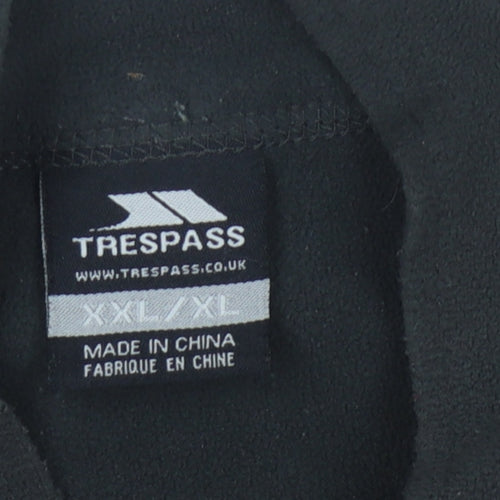 TRESPASS
WWW.TRESPASS.CO.UK
XXL/XL
MADE IN CHINA
FABRIQUE EN CHINE